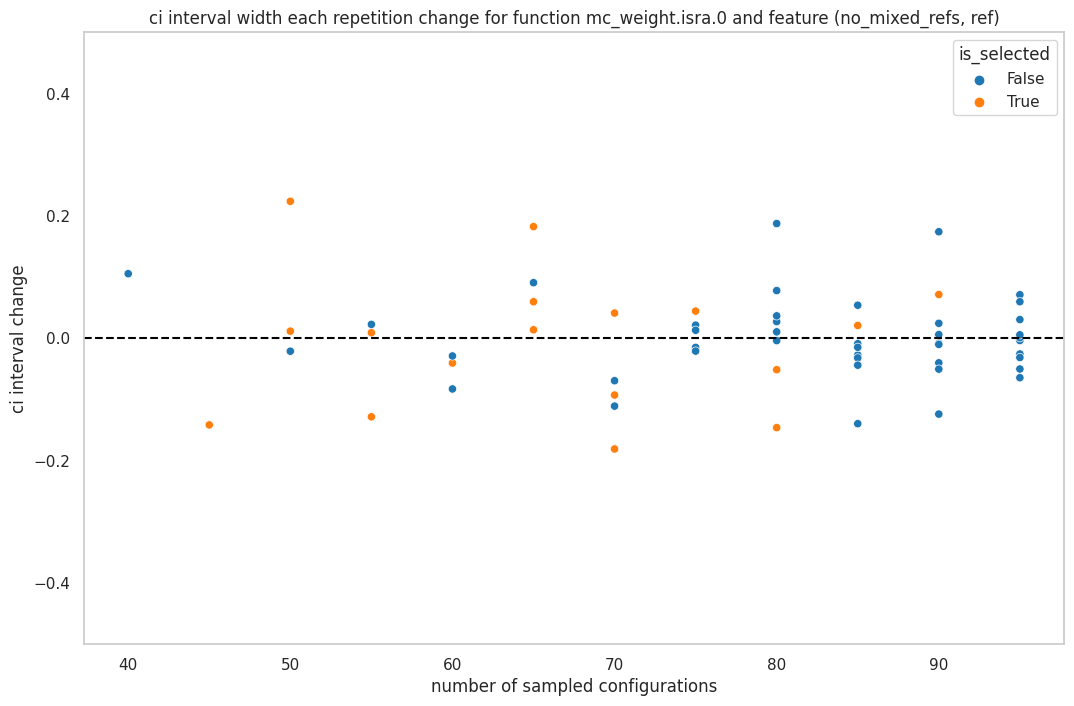 ci interval width each repetition change for function mc_weight.isra.0 and feature (no_mixed_refs, ref)
is_selected
False
True
0.4
0.2
0.0
−0.2
−0.4
ci interval change
40
50
60
70
80
90
number of sampled configurations